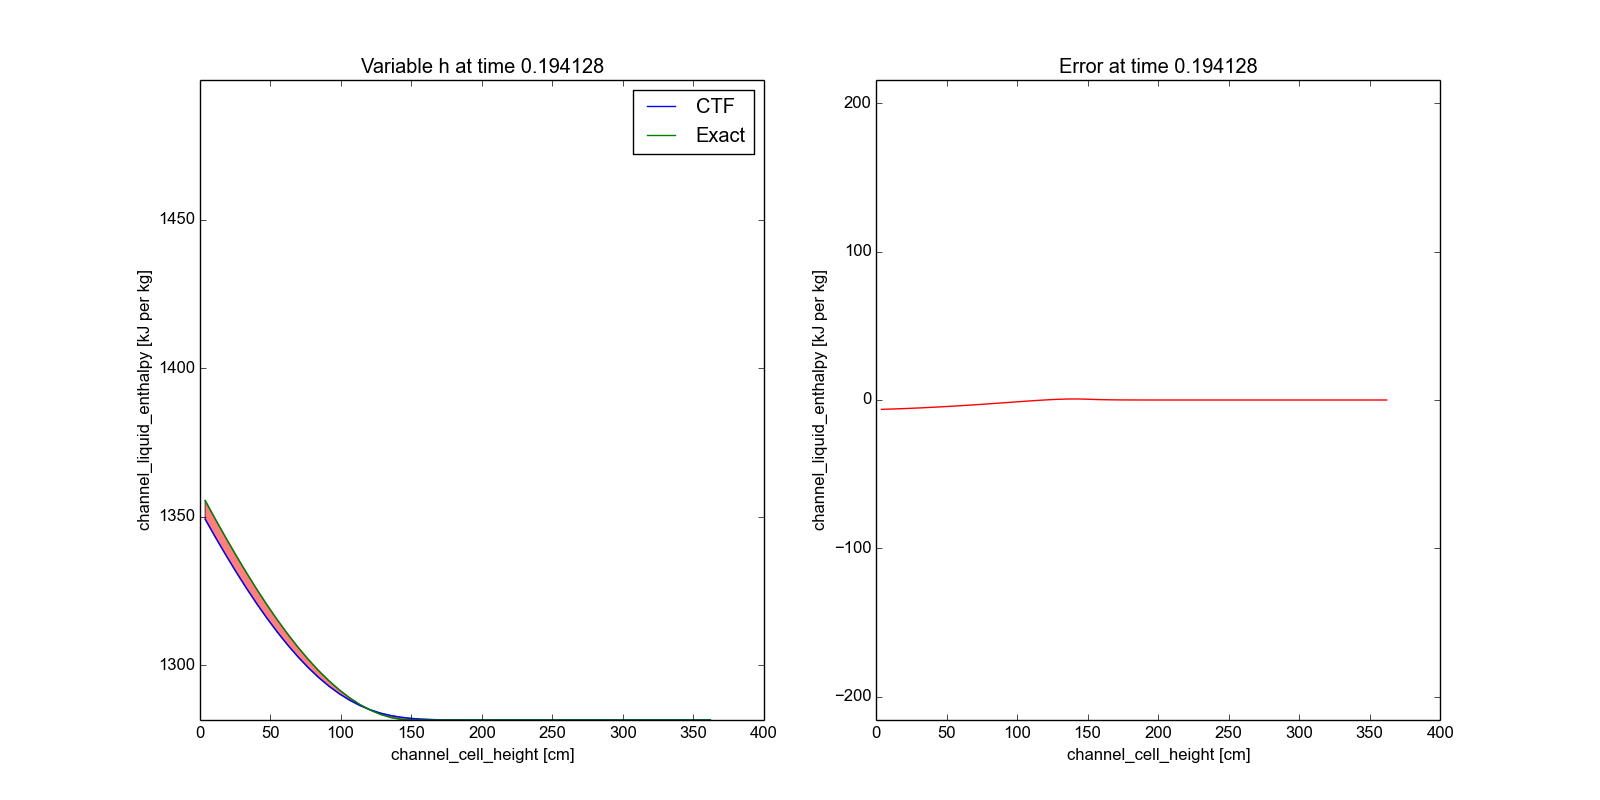 Variable h at time 0.194128
CTF
Exact
1450
1400
1350
1300
channel_liquid_enthalpy [kJ per kg]
0 50 100 150 200 250 300 350 400
channel_cell_height [cm]
Error at time 0.194128
200
100
0
−100
−200
channel_liquid_enthalpy [kJ per kg]
0 50 100 150 200 250 300 350 400
channel_cell_height [cm]